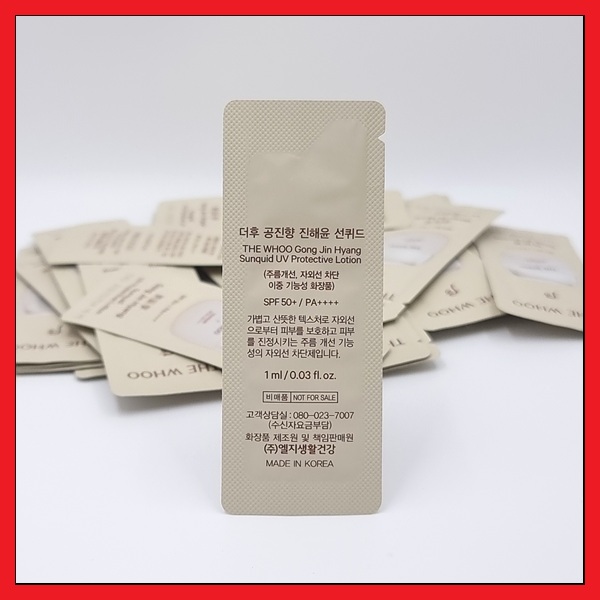 더후 공진향 진해윤 선퀴드
THE WHOO Gong Jin Hyang
Sunquid UV Protective Lotion
(주름개선, 자외선 차단
이중 기능성 화장품)
SPF 50+ / PA++++
가볍고 산뜻한 텍스처로 자외선
으로부터 피부를 보호하고 피부
를 진정시키는 주름 개선 기능
성의 자외선 차단제입니다.
1 ml / 0.03 fl. oz.
비매품 NOT FOR SALE
고객상담실 : 080-023-7007
(수신자요금부담)
화장품 제조원 및 책임판매원
(주)엘지생활건강
MADE IN KOREA
THE WHOO
THE WHOO